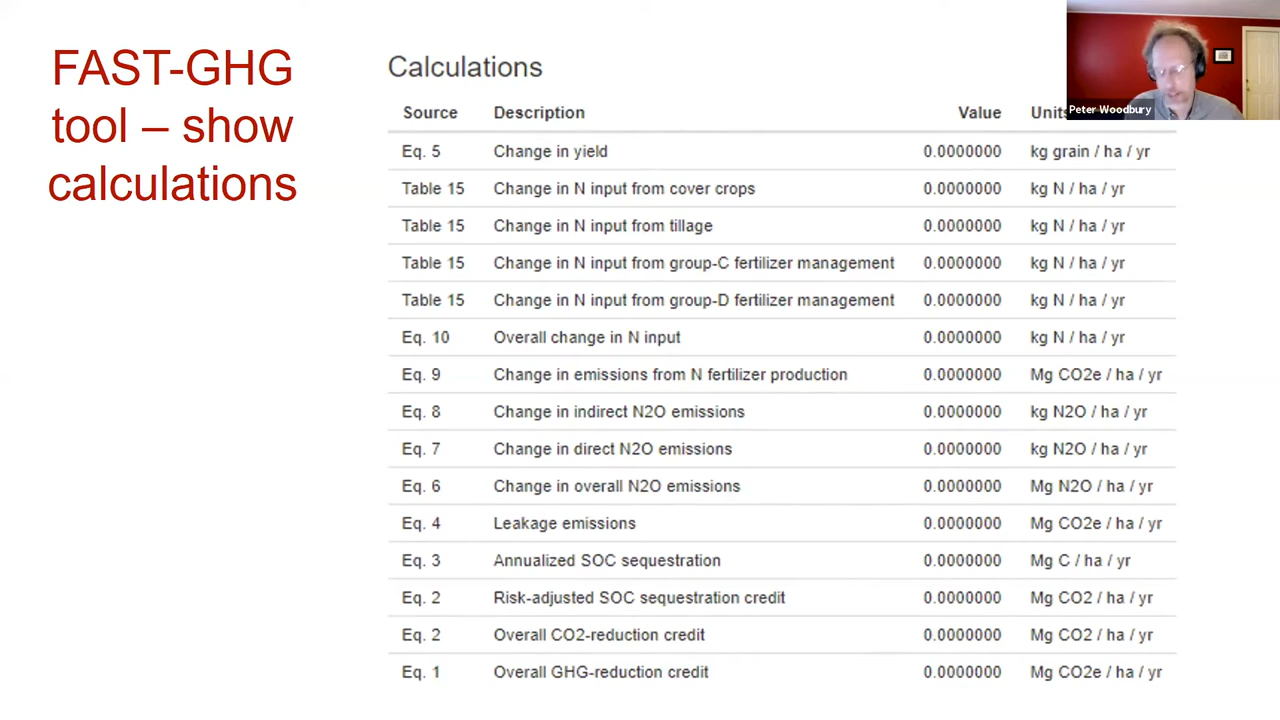 FAST-GHG
tool – show
calculations
Calculations
Source Description Value Units
Eq. 5 Change in yield 0.0000000 kg grain / ha / yr
Table 15 Change in N input from cover crops 0.0000000 kg N / ha / yr
Table 15 Change in N input from tillage 0.0000000 kg N / ha / yr
Table 15 Change in N input from group-C fertilizer management 0.0000000 kg N / ha / yr
Table 15 Change in N input from group-D fertilizer management 0.0000000 kg N / ha / yr
Eq. 10 Overall change in N input 0.0000000 kg N / ha / yr
Eq. 9 Change in emissions from N fertilizer production 0.0000000 Mg CO2e / ha / yr
Eq. 8 Change in indirect N2O emissions 0.0000000 kg N2O / ha / yr
Eq. 7 Change in direct N2O emissions 0.0000000 kg N2O / ha / yr
Eq. 6 Change in overall N2O emissions 0.0000000 Mg N2O / ha / yr
Eq. 4 Leakage emissions 0.0000000 Mg CO2e / ha / yr
Eq. 3 Annualized SOC sequestration 0.0000000 Mg C / ha / yr
Eq. 2 Risk-adjusted SOC sequestration credit 0.0000000 Mg CO2 / ha / yr
Eq. 2 Overall CO2-reduction credit 0.0000000 Mg CO2 / ha / yr
Eq. 1 Overall GHG-reduction credit 0.0000000 Mg CO2e / ha / yr
Peter Woodbury